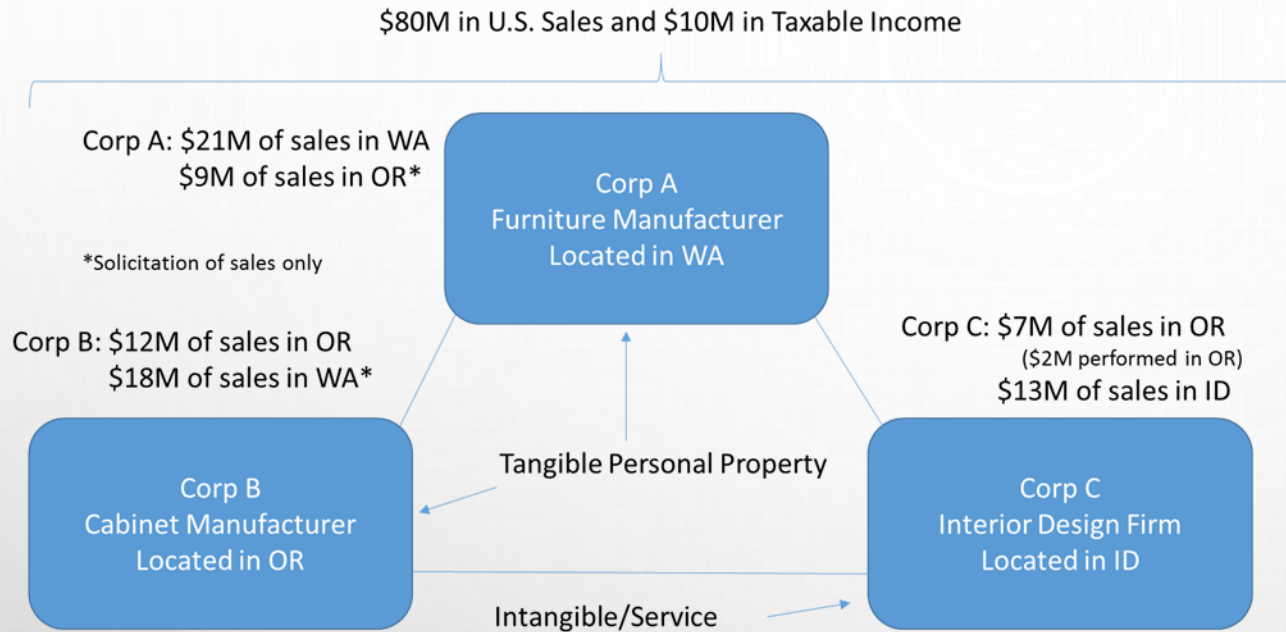 $80M in U.S. Sales and $10M in Taxable Income
Corp A: $21M of sales in WA
$9M of sales in OR*
*Solicitation of sales only
Corp A
Furniture Manufacturer
Located in WA
Corp B: $12M of sales in OR
$18M of sales in WA*
Corp C: $7M of sales in OR
($2M performed in OR)
$13M of sales in ID
Tangible Personal Property
Corp B
Cabinet Manufacturer
Located in OR
Corp C
Interior Design Firm
Located in ID
Intangible/Service